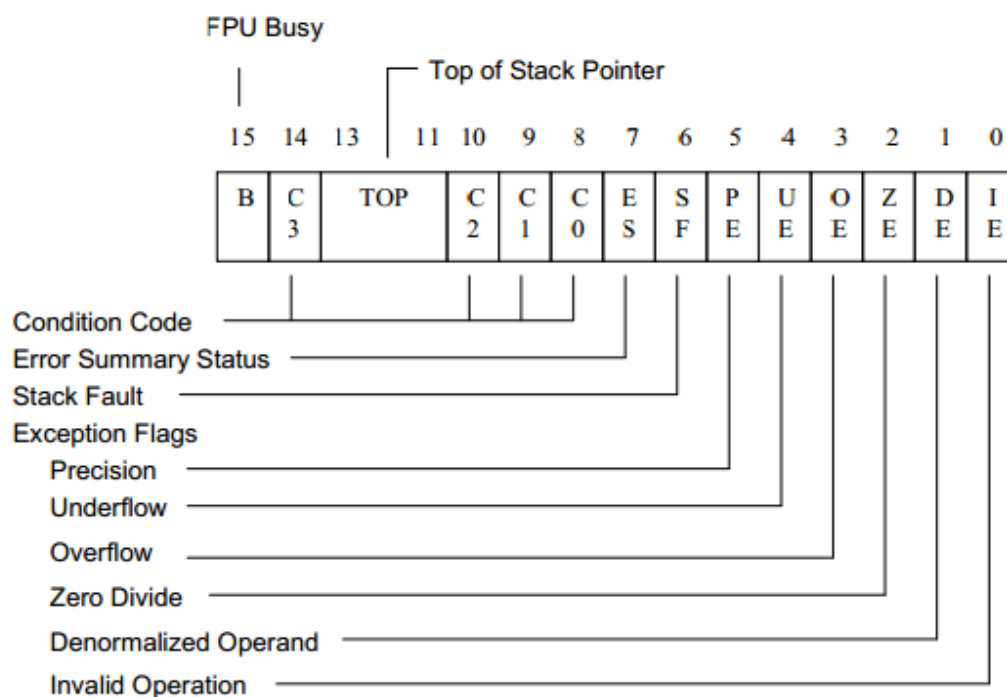 FPU Busy
Top of Stack Pointer
15 14 13 11 10 9 8 7 6 5 4 3 2 1 0
B C TOP C C C E S P U O Z D I
3 2 1 0 S F E E E E E E
Condition Code
Error Summary Status
Stack Fault
Exception Flags
Precision
Underflow
Overflow
Zero Divide
Denormalized Operand
Invalid Operation